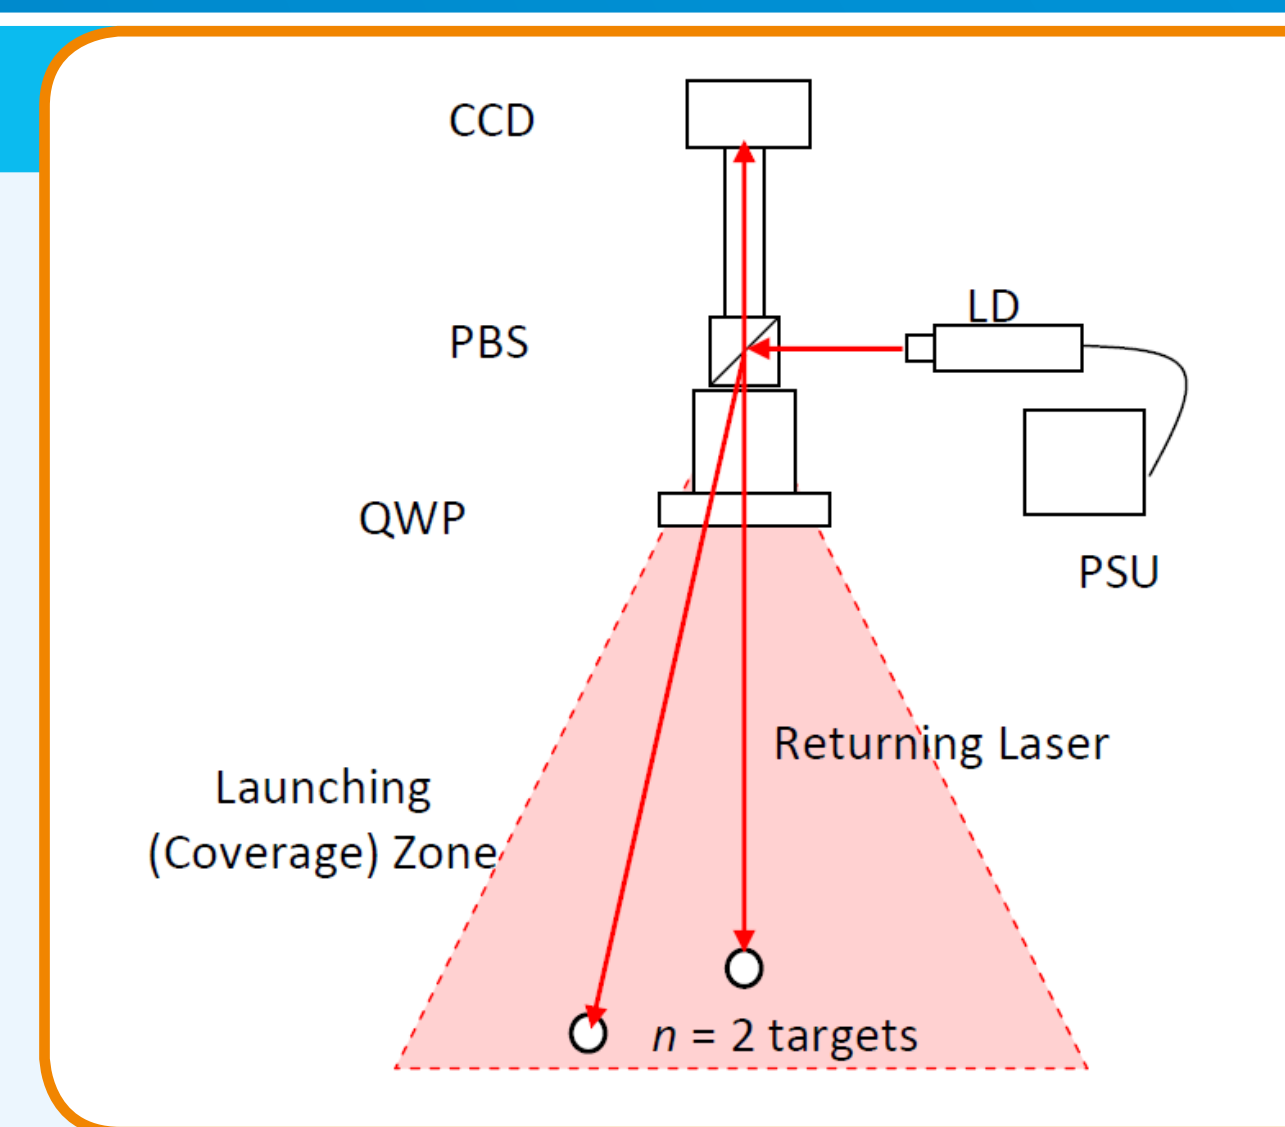 CCD
LD
PBS
QWP
PSU
Returning Laser
Launching
(Coverage) Zone
n = 2 targets